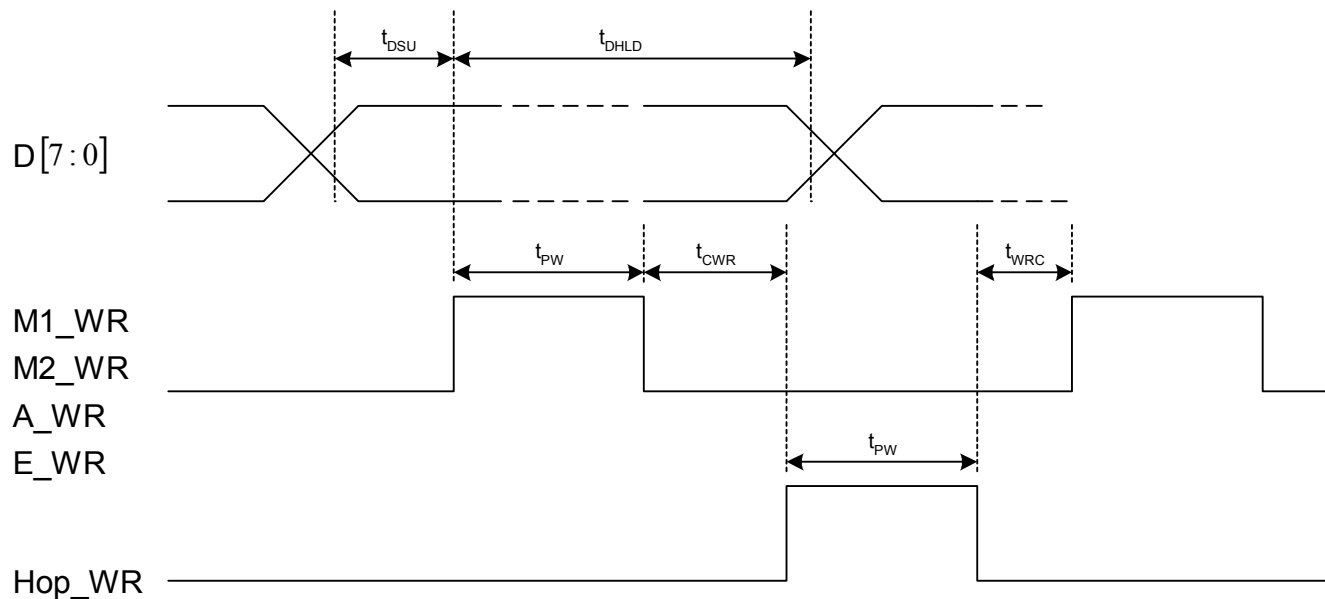 tDSU
tDHLD
D[7:0]
tPW
tCWR
tWRC
M1_WR
M2_WR
A_WR
E_WR
tPW
Hop_WR